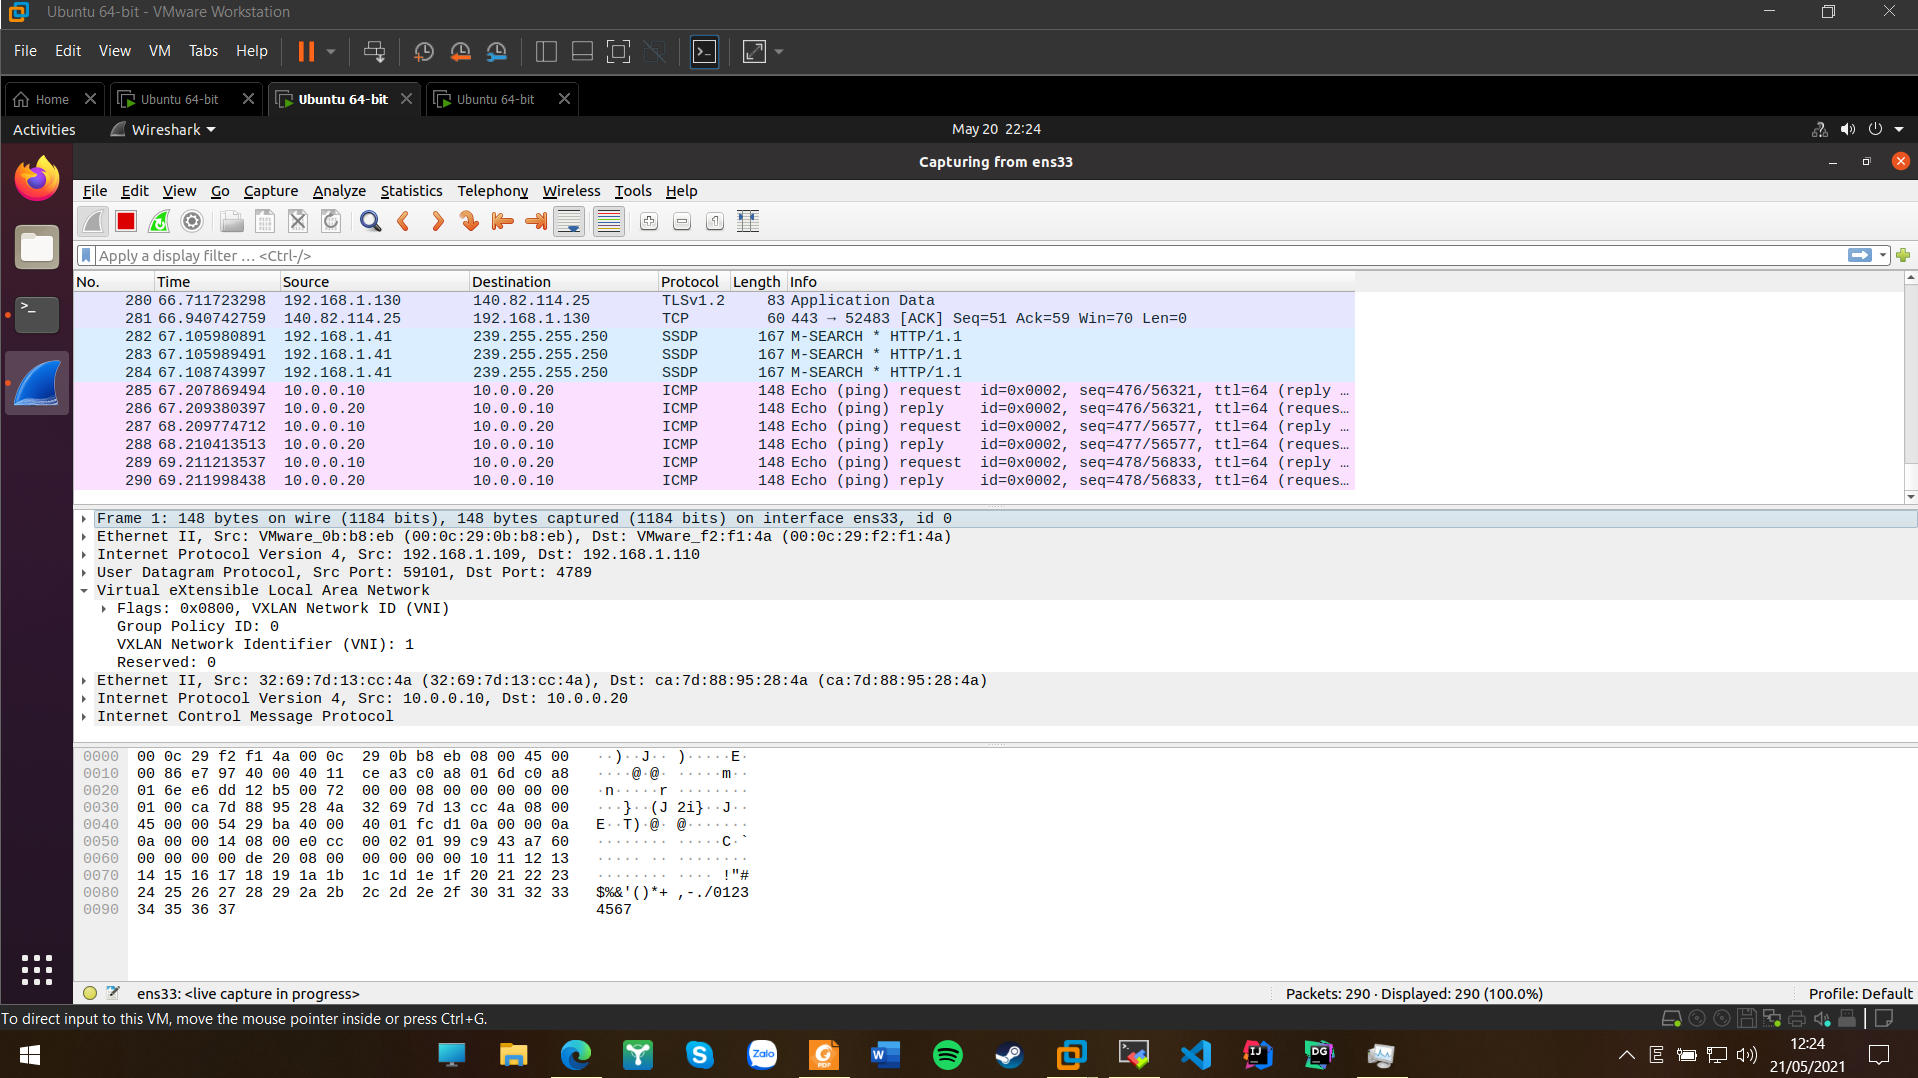 Ubuntu 64-bit - VMware Workstation
File Edit View VM Tabs Help
Home Ubuntu 64-bit Ubuntu 64-bit Ubuntu 64-bit
Activities Wireshark May 20 22:24
Capturing from ens33
File Edit View Go Capture Analyze Statistics Telephony Wireless Tools Help
Apply a display filter … <Ctrl-/>
No. Time Source Destination Protocol Length Info
280 66.711723298 192.168.1.130 140.82.114.25 TLSv1.2 83 Application Data
281 66.940742759 140.82.114.25 192.168.1.130 TCP 60 443 → 52483 [ACK] Seq=51 Ack=59 Win=70 Len=0
282 67.105980891 192.168.1.41 239.255.255.250 SSDP 167 M-SEARCH * HTTP/1.1
283 67.105989491 192.168.1.41 239.255.255.250 SSDP 167 M-SEARCH * HTTP/1.1
284 67.108743997 192.168.1.41 239.255.255.250 SSDP 167 M-SEARCH * HTTP/1.1
285 67.207869494 10.0.0.10 10.0.0.20 ICMP 148 Echo (ping) request id=0x0002, seq=476/56321, ttl=64 (reply …
286 67.209380397 10.0.0.20 10.0.0.10 ICMP 148 Echo (ping) reply id=0x0002, seq=476/56321, ttl=64 (reques…
287 68.209774712 10.0.0.10 10.0.0.20 ICMP 148 Echo (ping) request id=0x0002, seq=477/56577, ttl=64 (reply …
288 68.210413513 10.0.0.20 10.0.0.10 ICMP 148 Echo (ping) reply id=0x0002, seq=477/56577, ttl=64 (reques…
289 69.211213537 10.0.0.10 10.0.0.20 ICMP 148 Echo (ping) request id=0x0002, seq=478/56833, ttl=64 (reply …
290 69.211998438 10.0.0.20 10.0.0.10 ICMP 148 Echo (ping) reply id=0x0002, seq=478/56833, ttl=64 (reques…
Frame 1: 148 bytes on wire (1184 bits), 148 bytes captured (1184 bits) on interface ens33, id 0
Ethernet II, Src: VMware_0b:b8:eb (00:0c:29:0b:b8:eb), Dst: VMware_f2:f1:4a (00:0c:29:f2:f1:4a)
Internet Protocol Version 4, Src: 192.168.1.109, Dst: 192.168.1.110
User Datagram Protocol, Src Port: 59101, Dst Port: 4789
Virtual eXtensible Local Area Network
Flags: 0x0800, VXLAN Network ID (VNI)
Group Policy ID: 0
VXLAN Network Identifier (VNI): 1
Reserved: 0
Ethernet II, Src: 32:69:7d:13:cc:4a (32:69:7d:13:cc:4a), Dst: ca:7d:88:95:28:4a (ca:7d:88:95:28:4a)
Internet Protocol Version 4, Src: 10.0.0.10, Dst: 10.0.0.20
Internet Control Message Protocol
0000 00 0c 29 f2 f1 4a 00 0c 29 0b b8 eb 08 00 45 00 ··)··J·· )·····E·
0010 00 86 e7 97 40 00 40 11 ce a3 c0 a8 01 6d c0 a8 ····@·@· ·····m··
0020 01 6e e6 dd 12 b5 00 72 00 00 08 00 00 00 00 00 ·n·····r ········
0030 01 00 ca 7d 88 95 28 4a 32 69 7d 13 cc 4a 08 00 ···}··(J 2i}··J··
0040 45 00 00 54 29 ba 40 00 40 01 fc d1 0a 00 00 0a E··T)·@· @·······
0050 0a 00 00 14 08 00 e0 cc 00 02 01 99 c9 43 a7 60 ········ ·····C·`
0060 00 00 00 00 de 20 08 00 00 00 00 00 10 11 12 13 ····· ·· ········
0070 14 15 16 17 18 19 1a 1b 1c 1d 1e 1f 20 21 22 23 ········ ···· !"#
0080 24 25 26 27 28 29 2a 2b 2c 2d 2e 2f 30 31 32 33 $%&'()*+ ,-./0123
0090 34 35 36 37 4567
ens33: <live capture in progress> Packets: 290 · Displayed: 290 (100.0%) Profile: Default
To direct input to this VM, move the mouse pointer inside or press Ctrl+G.
Zalo
PDF
W
IJ
DG
E
12:24
21/05/2021